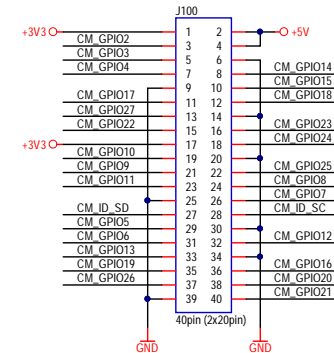 J100
+3V3 1 2 +5V
CM_GPIO2 3 4
CM_GPIO3 5 6
CM_GPIO4 7 8 CM_GPIO14
9 10 CM_GPIO15
CM_GPIO17 11 12 CM_GPIO18
CM_GPIO27 13 14
CM_GPIO22 15 16 CM_GPIO23
+3V3 17 18 CM_GPIO24
CM_GPIO10 19 20
CM_GPIO9 21 22 CM_GPIO25
CM_GPIO11 23 24 CM_GPIO8
25 26 CM_GPIO7
CM_ID_SD 27 28 CM_ID_SC
CM_GPIO5 29 30
CM_GPIO6 31 32 CM_GPIO12
CM_GPIO13 33 34
CM_GPIO19 35 36 CM_GPIO16
CM_GPIO26 37 38 CM_GPIO20
39 40 CM_GPIO21
40pin (2x20pin)
GND GND